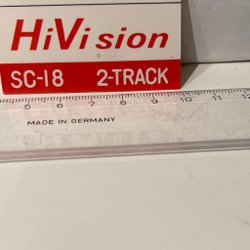 HiVision
SC-18 2-TRACK
5 6 7 8 9 10 11 12
MADE IN GERMANY